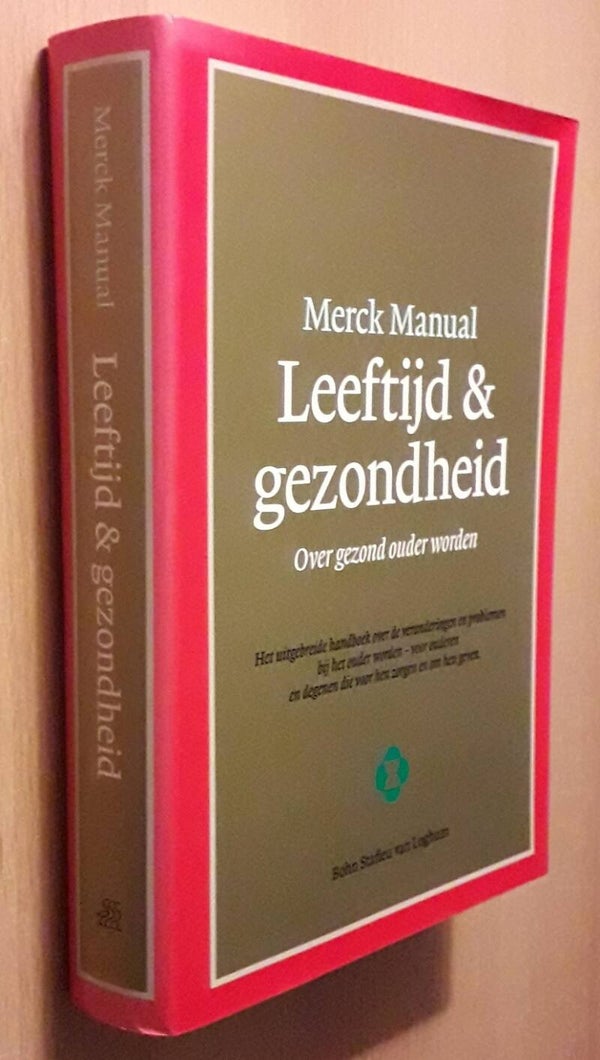 Merck Manual
Leeftijd &
gezondheid
Over gezond ouder worden
Het uitgebreide handboek over de veranderingen en problemen
bij het ouder worden – voor ouderen
en degenen die voor hen zorgen en om hen geven.
Bohn Stafleu van Loghum
Merck Manual Leeftijd & gezondheid